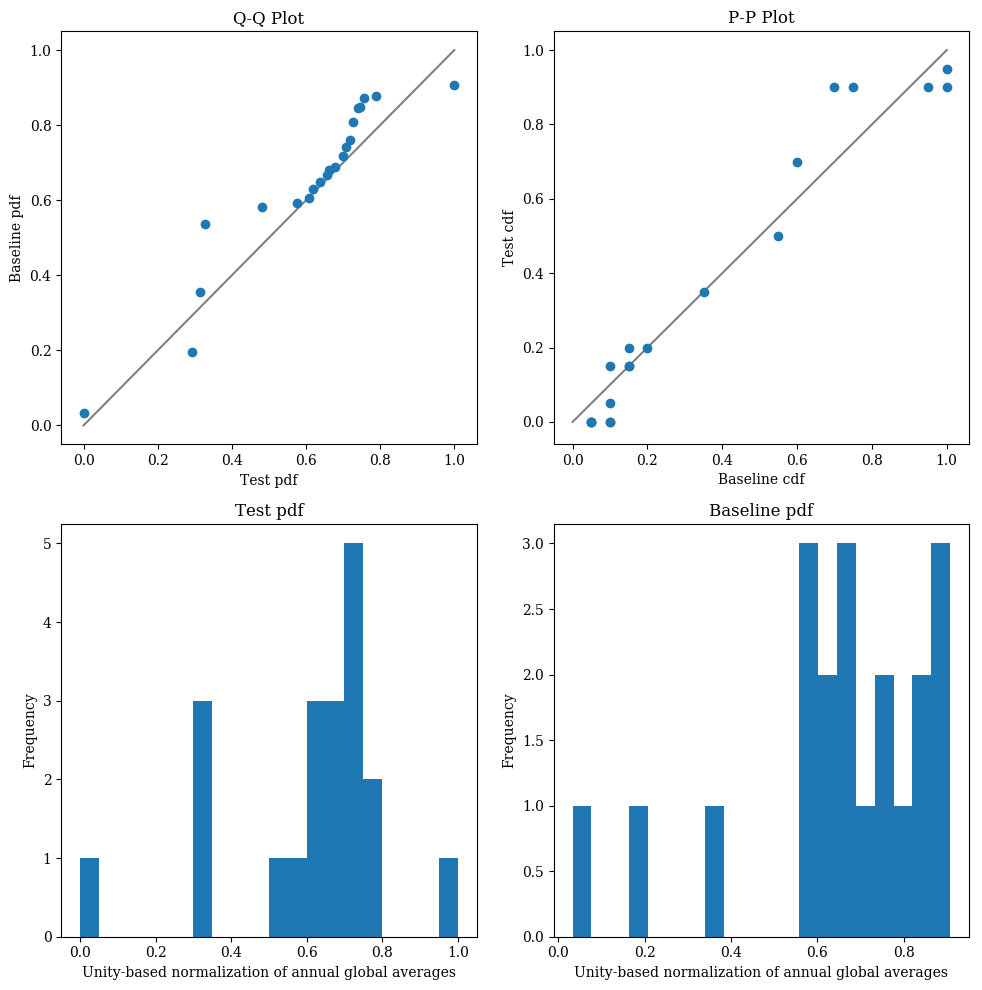 Q-Q Plot
1.0
0.8
0.6
0.4
0.2
0.0
Baseline pdf
0.0 0.2 0.4 0.6 0.8 1.0
Test pdf
P-P Plot
1.0
0.8
0.6
0.4
0.2
0.0
Test cdf
0.0 0.2 0.4 0.6 0.8 1.0
Baseline cdf
Test pdf
5
4
3
2
1
0
Frequency
0.0 0.2 0.4 0.6 0.8 1.0
Unity-based normalization of annual global averages
Baseline pdf
3.0
2.5
2.0
1.5
1.0
0.5
0.0
Frequency
0.0 0.2 0.4 0.6 0.8
Unity-based normalization of annual global averages